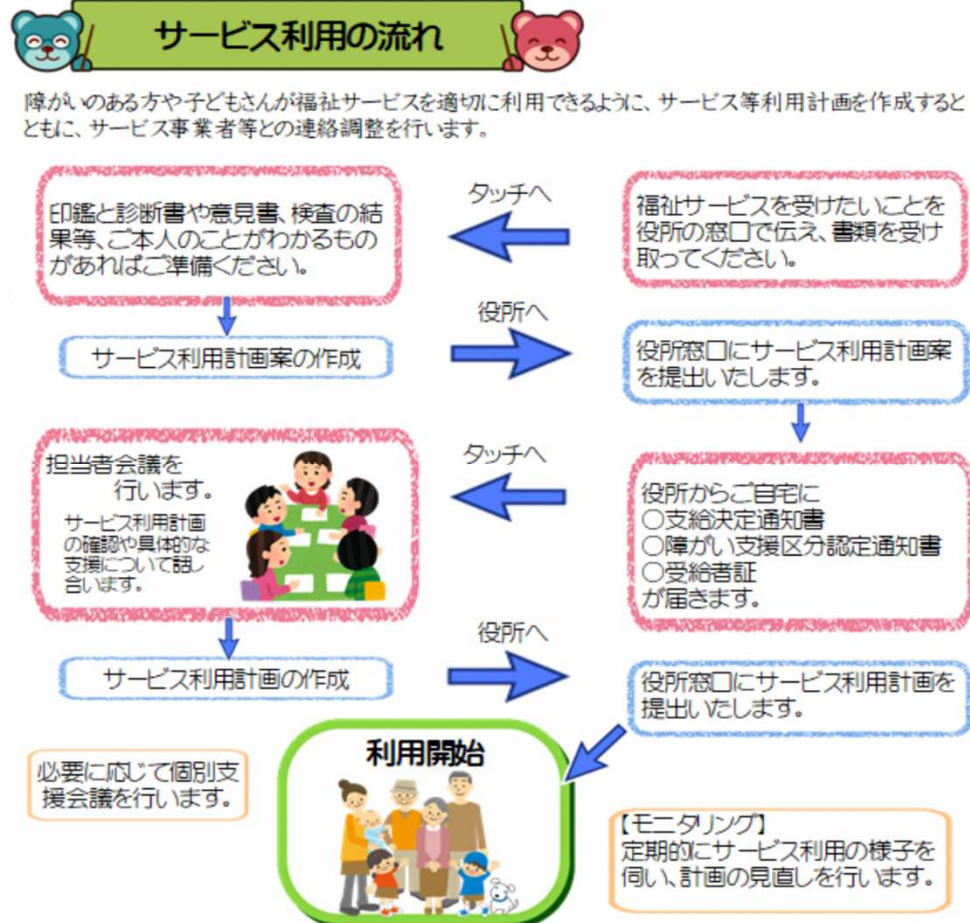 サービス利用の流れ
障がいのある方や子どもさんが福祉サービスを適切に利用できるように、サービス等利用計画を作成すると
ともに、サービス事業者等との連絡調整を行います。
福祉サービスを受けたいことを
役所の窓口で伝え、書類を受け
取ってください。
タッチへ
印鑑と診断書や意見書、検査の結
果等、ご本人のことがわかるもの
があればご準備ください。
サービス利用計画案の作成
役所へ
役所窓口にサービス利用計画案
を提出いたします。
役所からご自宅に
○支給決定通知書
○障がい支援区分認定通知書
○受給者証
が届きます。
タッチへ
担当者会議を
行います。
サービス利用計画
の確認や具体的な
支援について話し
合います。
サービス利用計画の作成
役所へ
役所窓口にサービス利用計画を
提出いたします。
利用開始
必要に応じて個別支
援会議を行います。
【モニタリング】
定期的にサービス利用の様子を
伺い、計画の見直しを行います。